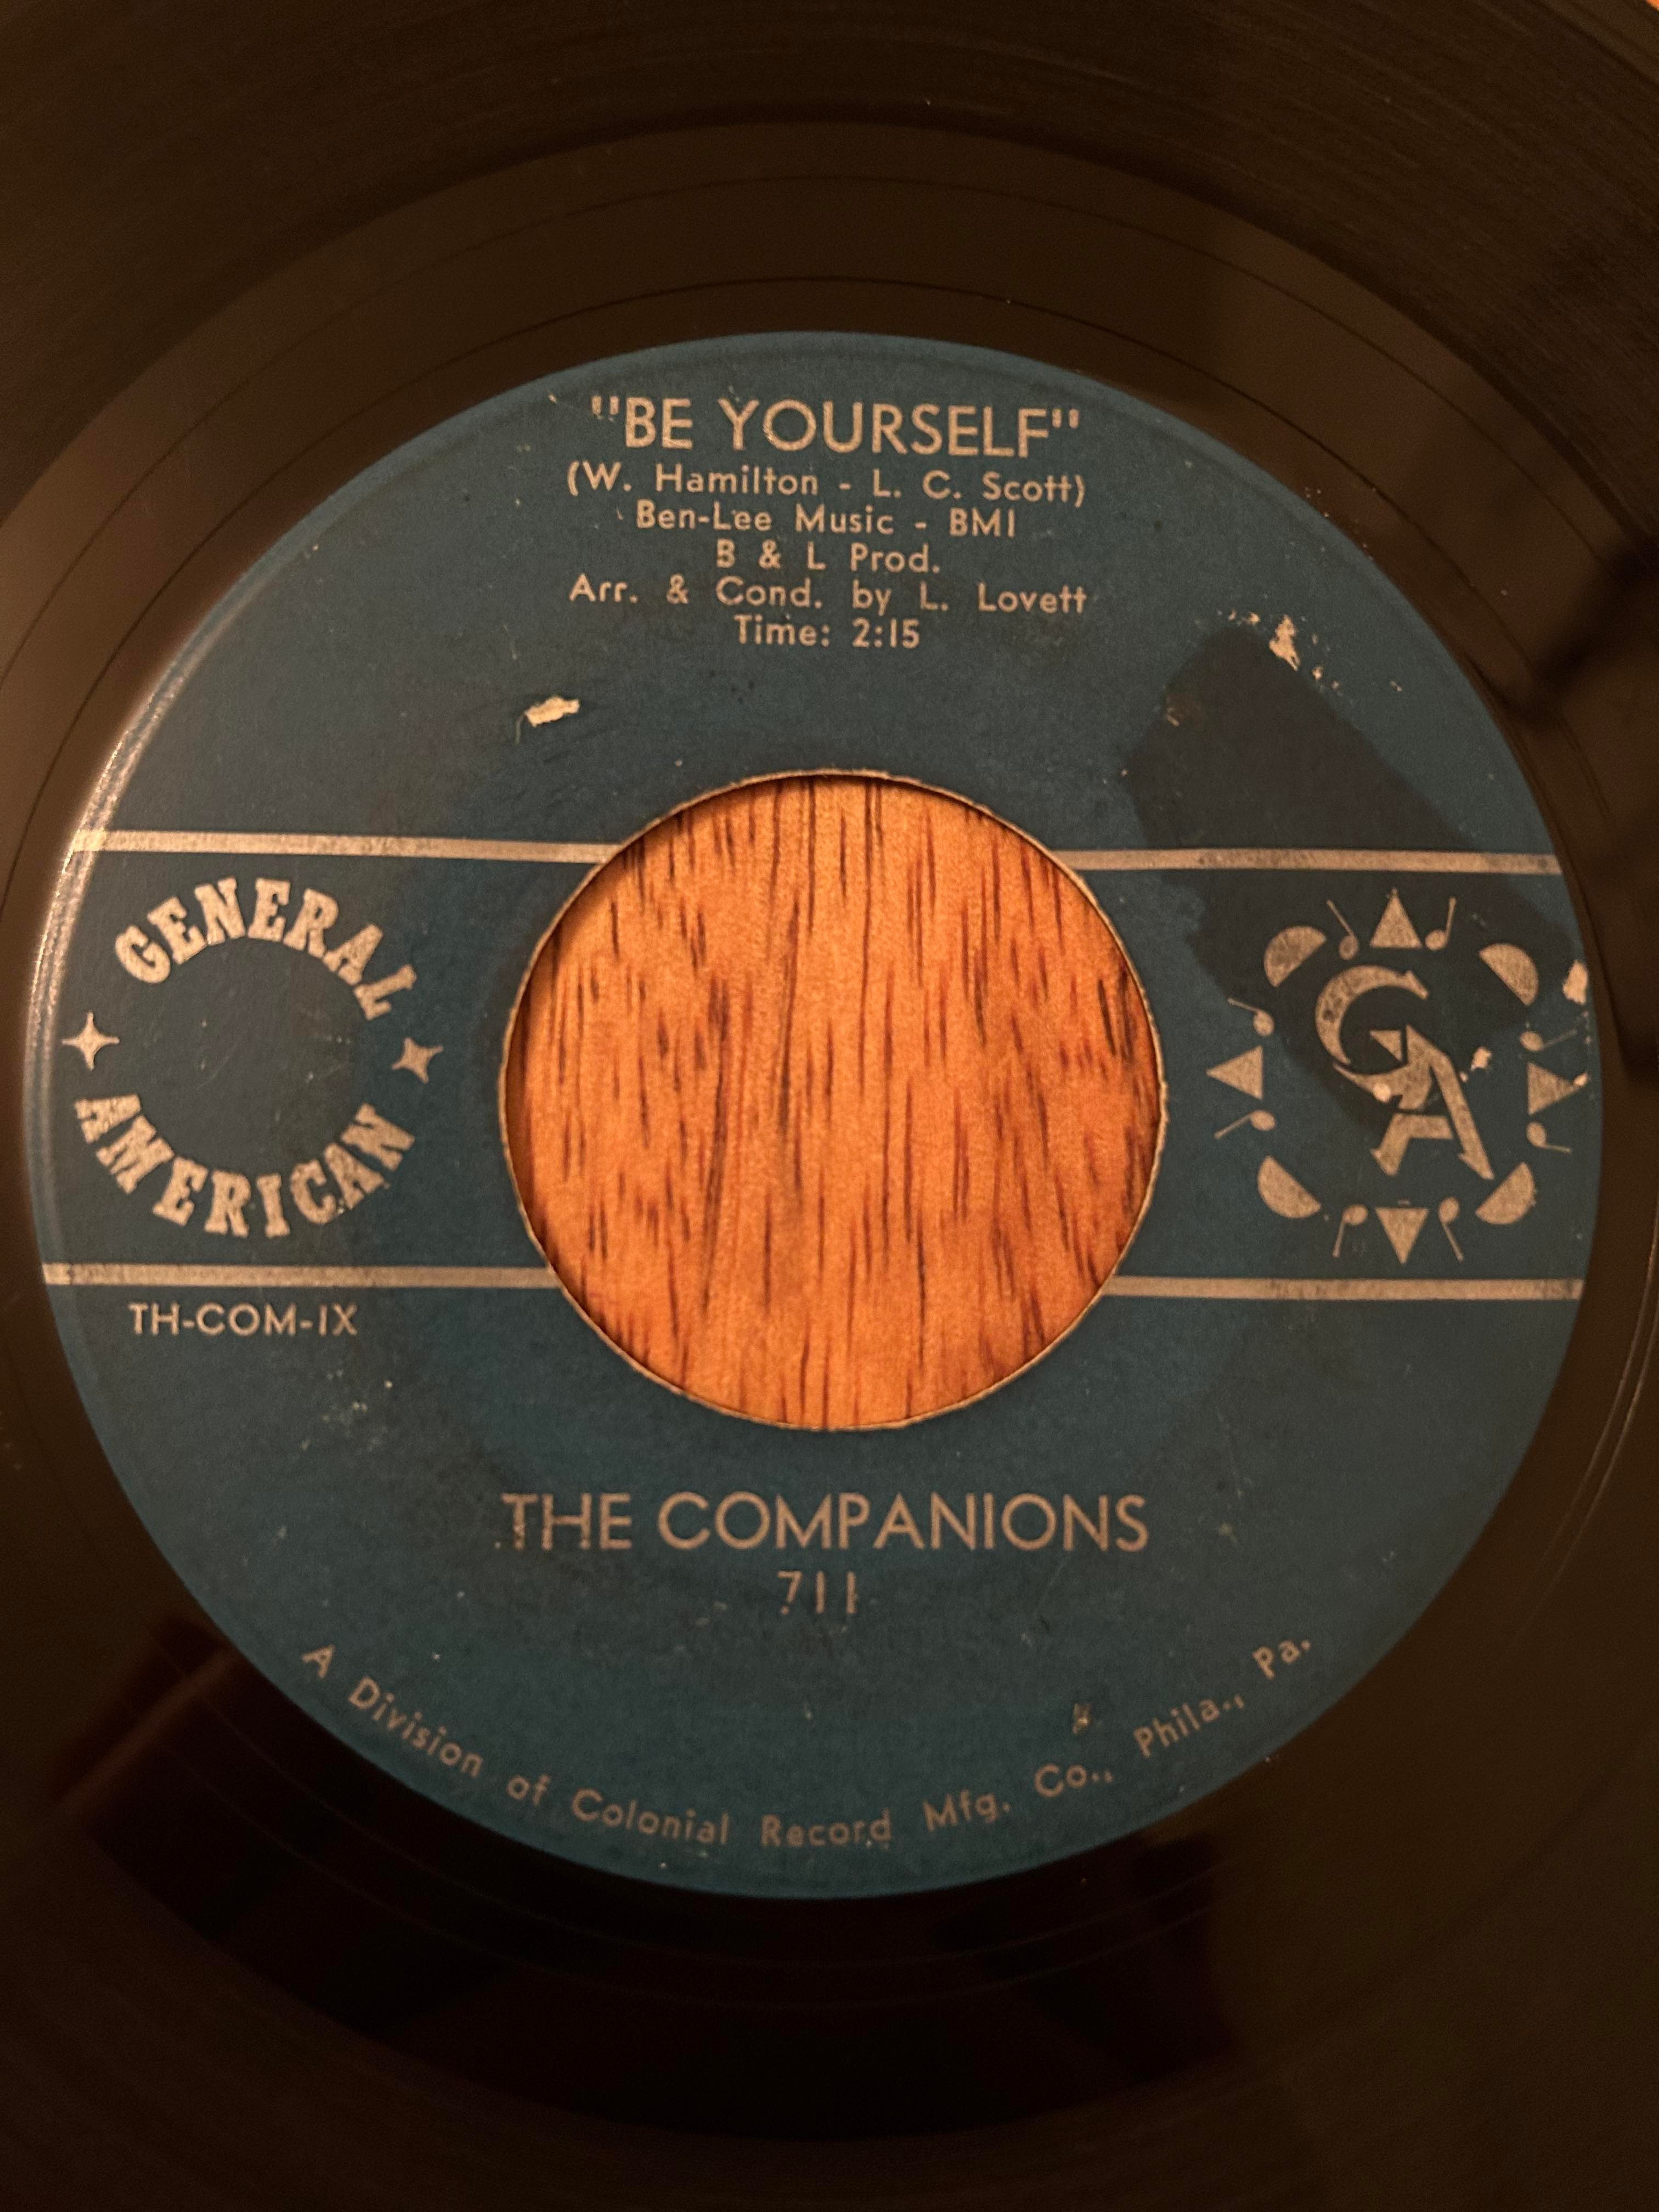 "BE YOURSELF"
(W. Hamilton - L. C. Scott)
Ben-Lee Music - BMI
B & L Prod.
Arr. & Cond. by L. Lovett
Time: 2:15
GENERAL
AMERICAN
GA
TH-COM-IX
THE COMPANIONS
711
A Division of Colonial Record Mfg. Co., Phila., Pa.